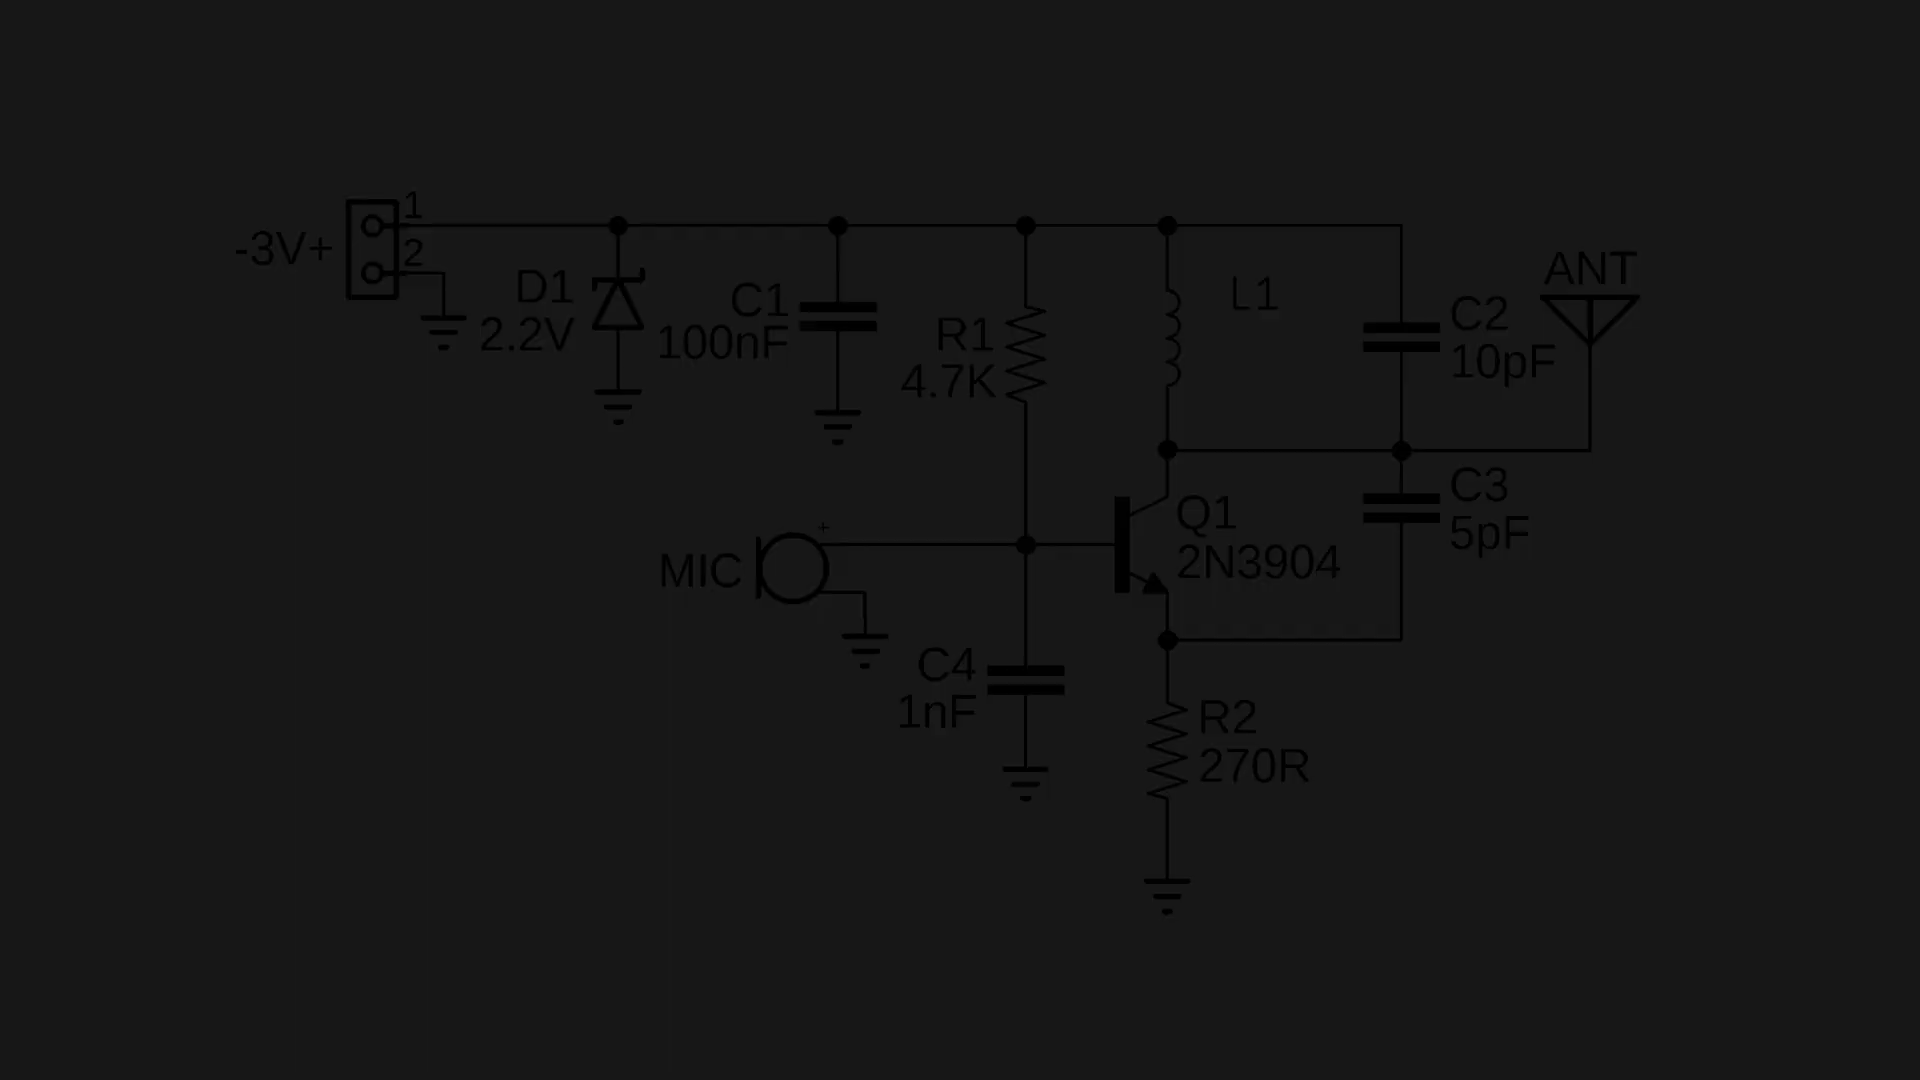 1
-3V+
2
D1
2.2V
C1
100nF
R1
4.7K
L1
C2
10pF
ANT
C3
5pF
+
MIC
Q1
2N3904
C4
1nF
R2
270R